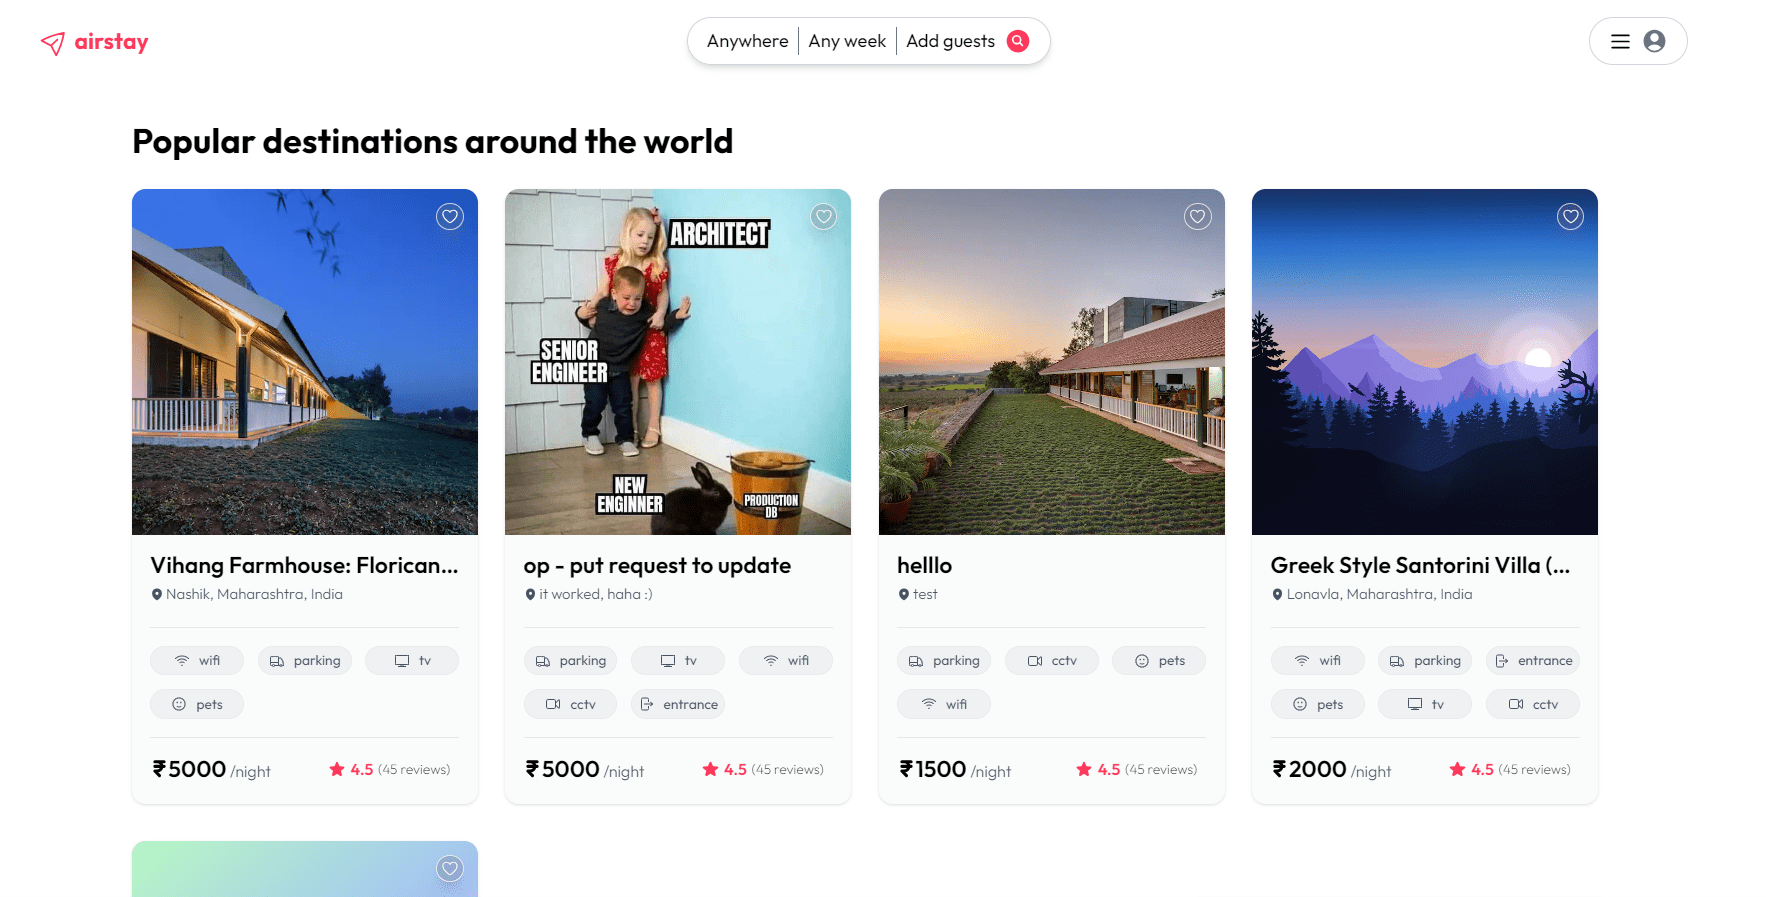 airstay
Anywhere Any week Add guests
Popular destinations around the world
ARCHITECT
SENIOR
ENGINEER
NEW
ENGINNER
PRODUCTION
DB
Vihang Farmhouse: Florican...
Nashik, Maharashtra, India
wifi parking tv
pets
₹5000 /night 4.5 (45 reviews)
op - put request to update
it worked, haha :)
parking tv wifi
cctv entrance
₹5000 /night 4.5 (45 reviews)
helllo
test
parking cctv pets
wifi
₹1500 /night 4.5 (45 reviews)
Greek Style Santorini Villa (...
Lonavla, Maharashtra, India
wifi parking entrance
pets tv cctv
₹2000 /night 4.5 (45 reviews)